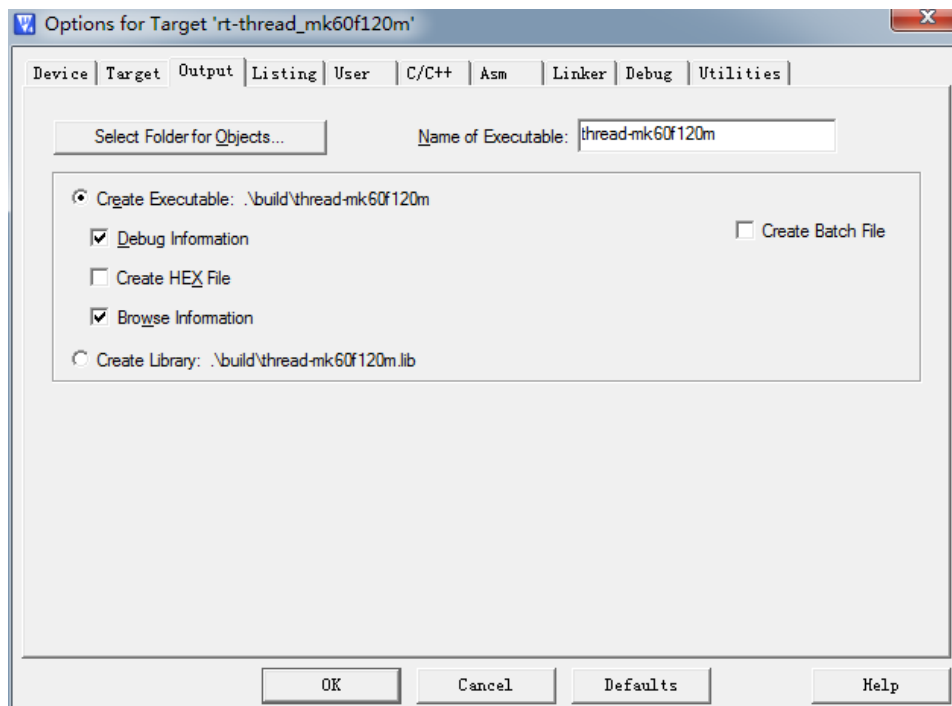 Options for Target 'rt-thread_mk60f120m'
Device Target Output Listing User C/C++ Asm Linker Debug Utilities
Select Folder for Objects... Name of Executable: thread-mk60f120m
Create Executable: .\build\thread-mk60f120m
Debug Information Create Batch File
Create HEX File
Browse Information
Create Library: .\build\thread-mk60f120m.lib
OK Cancel Defaults Help